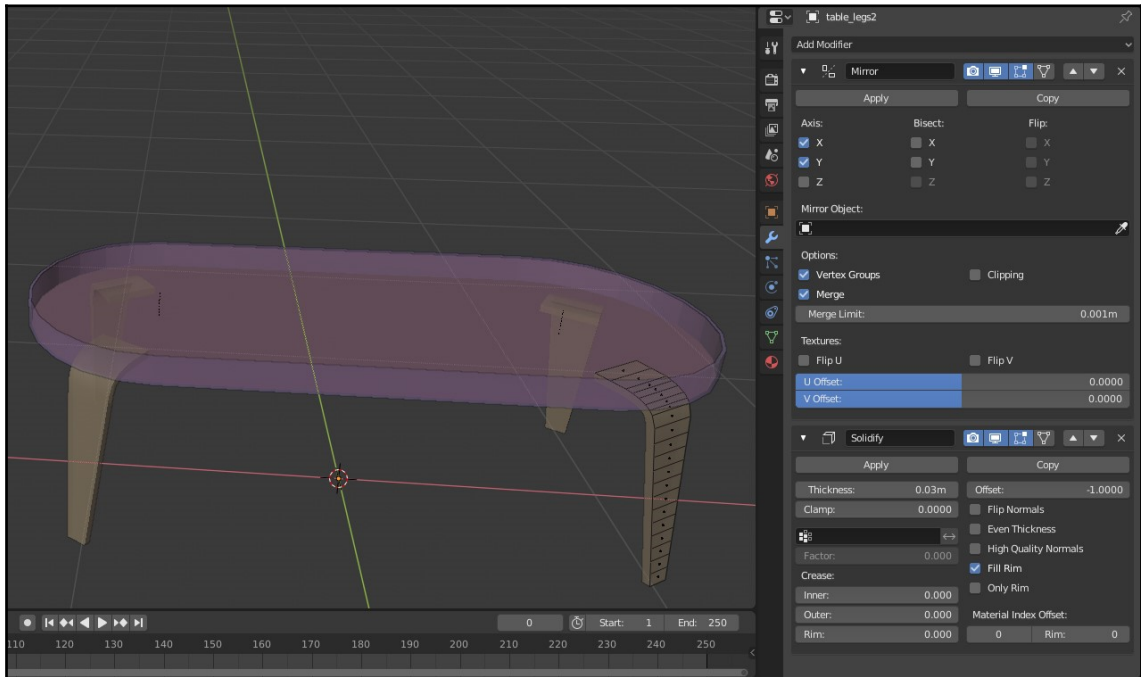 table_legs2
Add Modifier
Mirror
Apply Copy
Axis: Bisect: Flip:
X X X
Y Y Y
Z Z Z
Mirror Object:
Options:
Vertex Groups Clipping
Merge
Merge Limit: 0.001m
Textures:
Flip U Flip V
U Offset: 0.0000
V Offset: 0.0000
Solidify
Apply Copy
Thickness: 0.03m Offset: -1.0000
Clamp: 0.0000 Flip Normals
Even Thickness
Factor: 0.000 High Quality Normals
Crease: Fill Rim
Inner: 0.000 Only Rim
Outer: 0.000 Material Index Offset:
Rim: 0.000 0 Rim: 0
0 Start: 1 End: 250
110 120 130 140 150 160 170 180 190 200 210 220 230 240 250